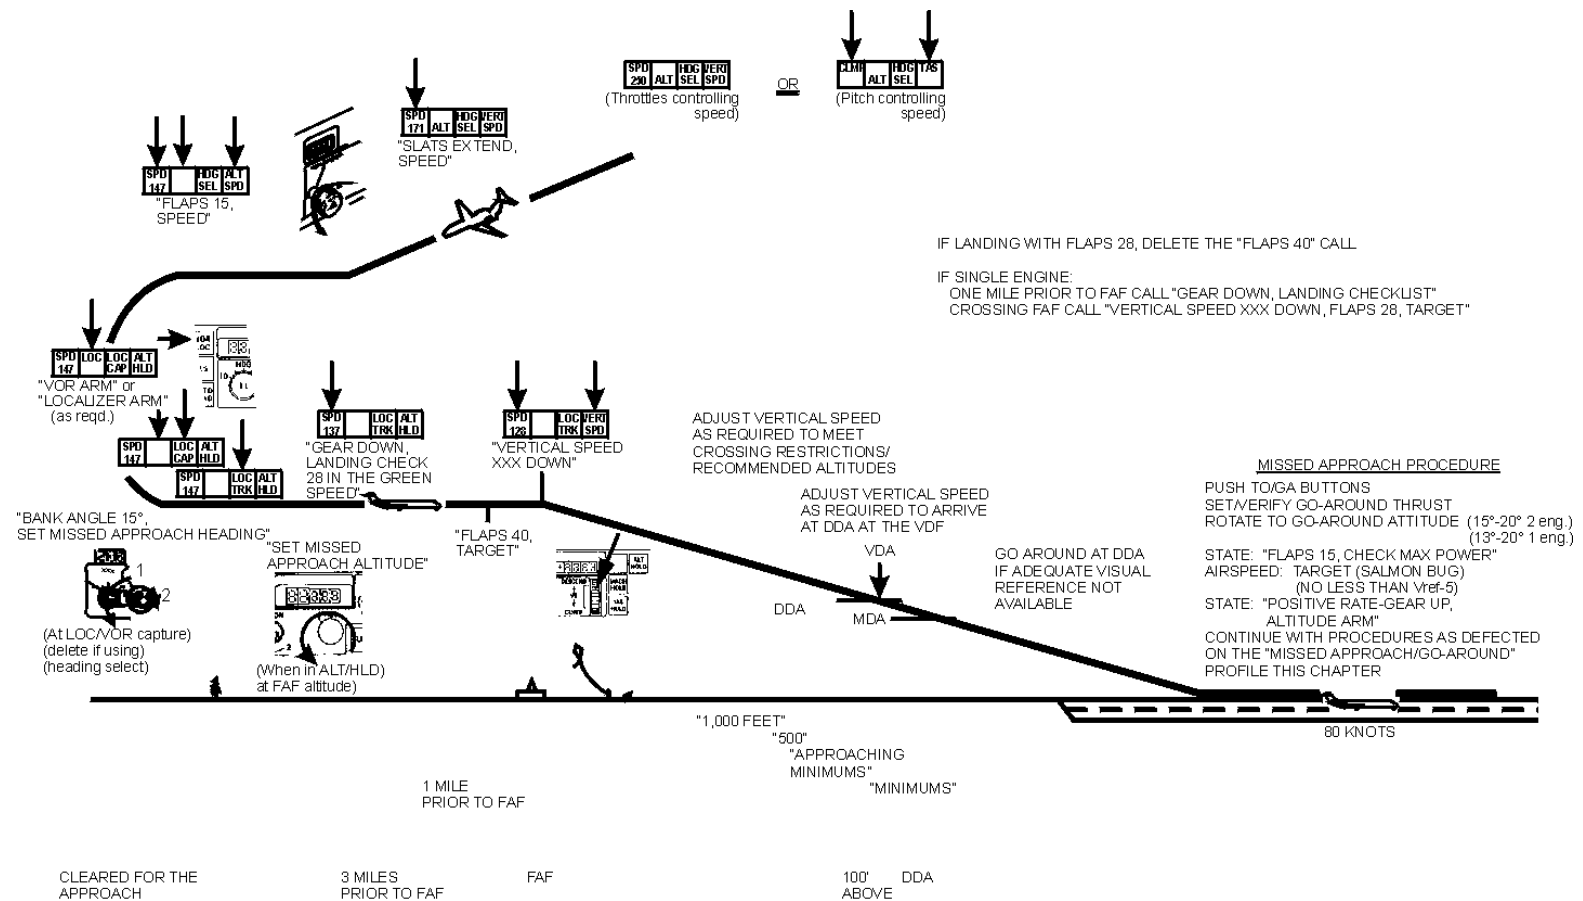 SPD 250 ALT HDG SEL VERT SPD
(Throttles controlling
speed)
OR
CLMP ALT HDG SEL TAS
(Pitch controlling
speed)
SPD 171 ALT HDG SEL VERT SPD
"SLATS EXTEND,
SPEED"
SPD 147 HDG SEL ALT SPD
"FLAPS 15,
SPEED"
IF LANDING WITH FLAPS 28, DELETE THE "FLAPS 40" CALL
IF SINGLE ENGINE:
ONE MILE PRIOR TO FAF CALL "GEAR DOWN, LANDING CHECKLIST"
CROSSING FAF CALL "VERTICAL SPEED XXX DOWN, FLAPS 28, TARGET"
SPD 147 LOC LOC CAP ALT HLD
"VOR ARM" or
"LOCALIZER ARM"
(as reqd.)
SPD 147 LOC CAP ALT HLD
SPD 147 LOC TRK ALT HLD
SPD 137 LOC TRK ALT HLD
"GEAR DOWN,
LANDING CHECK
28 IN THE GREEN
SPEED"
SPD 128 LOC TRK VERT SPD
"VERTICAL SPEED
XXX DOWN"
ADJUST VERTICAL SPEED
AS REQUIRED TO MEET
CROSSING RESTRICTIONS/
RECOMMENDED ALTITUDES
ADJUST VERTICAL SPEED
AS REQUIRED TO ARRIVE
AT DDA AT THE VDF
VDA
DDA
MDA
GO AROUND AT DDA
IF ADEQUATE VISUAL
REFERENCE NOT
AVAILABLE
MISSED APPROACH PROCEDURE
PUSH TO/GA BUTTONS
SET/VERIFY GO-AROUND THRUST
ROTATE TO GO-AROUND ATTITUDE (15°-20° 2 eng.)
(13°-20° 1 eng.)
STATE: "FLAPS 15, CHECK MAX POWER"
AIRSPEED: TARGET (SALMON BUG)
(NO LESS THAN Vref-5)
STATE: "POSITIVE RATE-GEAR UP,
ALTITUDE ARM"
CONTINUE WITH PROCEDURES AS DEFECTED
ON THE "MISSED APPROACH/GO-AROUND"
PROFILE THIS CHAPTER
"BANK ANGLE 15°,
SET MISSED APPROACH HEADING"
1
2
(At LOC/VOR capture)
(delete if using)
(heading select)
"SET MISSED
APPROACH ALTITUDE"
(When in ALT/HLD)
at FAF altitude)
"FLAPS 40,
TARGET"
80 KNOTS
"1,000 FEET"
"500"
"APPROACHING
MINIMUMS"
"MINIMUMS"
1 MILE
PRIOR TO FAF
CLEARED FOR THE
APPROACH
3 MILES
PRIOR TO FAF
FAF
100' DDA
ABOVE